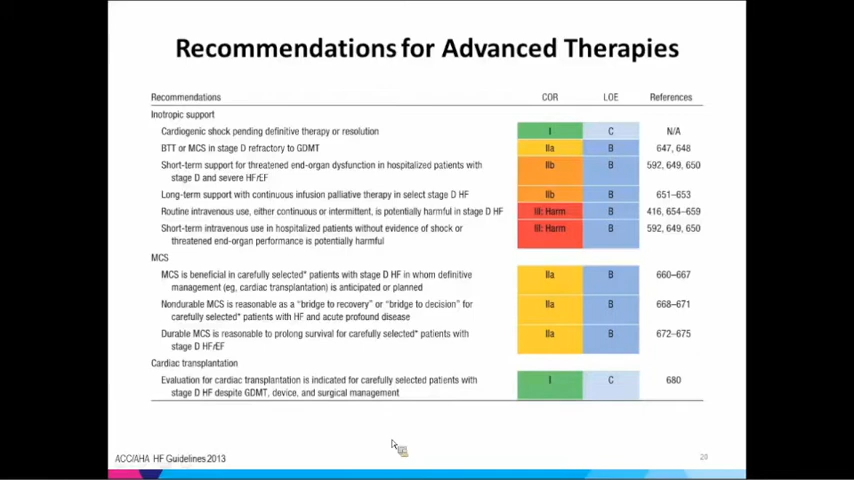 Recommendations for Advanced Therapies
Recommendations COR LOE References
Inotropic support
Cardiogenic shock pending definitive therapy or resolution I C N/A
BTT or MCS in stage D refractory to GDMT IIa B 647, 648
Short-term support for threatened end-organ dysfunction in hospitalized patients with IIb B 592, 649, 650
stage D and severe HFrEF
Long-term support with continuous infusion palliative therapy in select stage D HF IIb B 651–653
Routine intravenous use, either continuous or intermittent, is potentially harmful in stage D HF III: Harm B 416, 654–659
Short-term intravenous use in hospitalized patients without evidence of shock or III: Harm B 592, 649, 650
threatened end-organ performance is potentially harmful
MCS
MCS is beneficial in carefully selected* patients with stage D HF in whom definitive IIa B 660–667
management (eg, cardiac transplantation) is anticipated or planned
Nondurable MCS is reasonable as a “bridge to recovery” or “bridge to decision” for IIa B 668–671
carefully selected* patients with HF and acute profound disease
Durable MCS is reasonable to prolong survival for carefully selected* patients with IIa B 672–675
stage D HFrEF
Cardiac transplantation
Evaluation for cardiac transplantation is indicated for carefully selected patients with I C 680
stage D HF despite GDMT, device, and surgical management
ACC/AHA HF Guidelines 2013
20